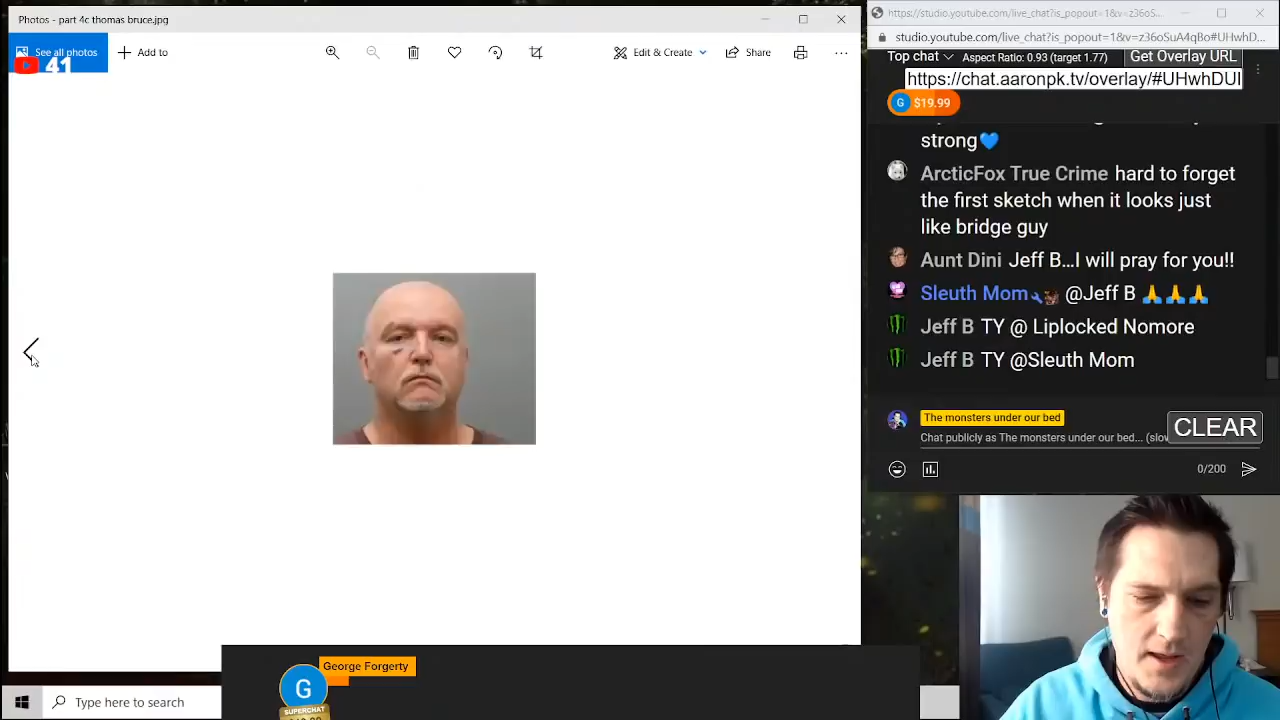 Photos - part 4c thomas bruce.jpg
See all photos
Add to
Edit & Create
Share
41
https://studio.youtube.com/live_chat?is_popout=1&v=z36oS...
studio.youtube.com/live_chat?is_popout=1&v=z36oSuA4qBo#UHwhD...
Top chat
Aspect Ratio: 0.93 (target 1.77)
Get Overlay URL
https://chat.aaronpk.tv/overlay/#UHwhDUI
G $19.99
strong💙
ArcticFox True Crime hard to forget
the first sketch when it looks just
like bridge guy
Aunt Dini Jeff B...I will pray for you!!
Sleuth Mom @Jeff B 🙏🙏🙏
Jeff B TY @ Liplocked Nomore
Jeff B TY @Sleuth Mom
The monsters under our bed
CLEAR
Chat publicly as The monsters under our bed... (slow
0/200
George Forgerty
G
SUPERCHAT
Type here to search